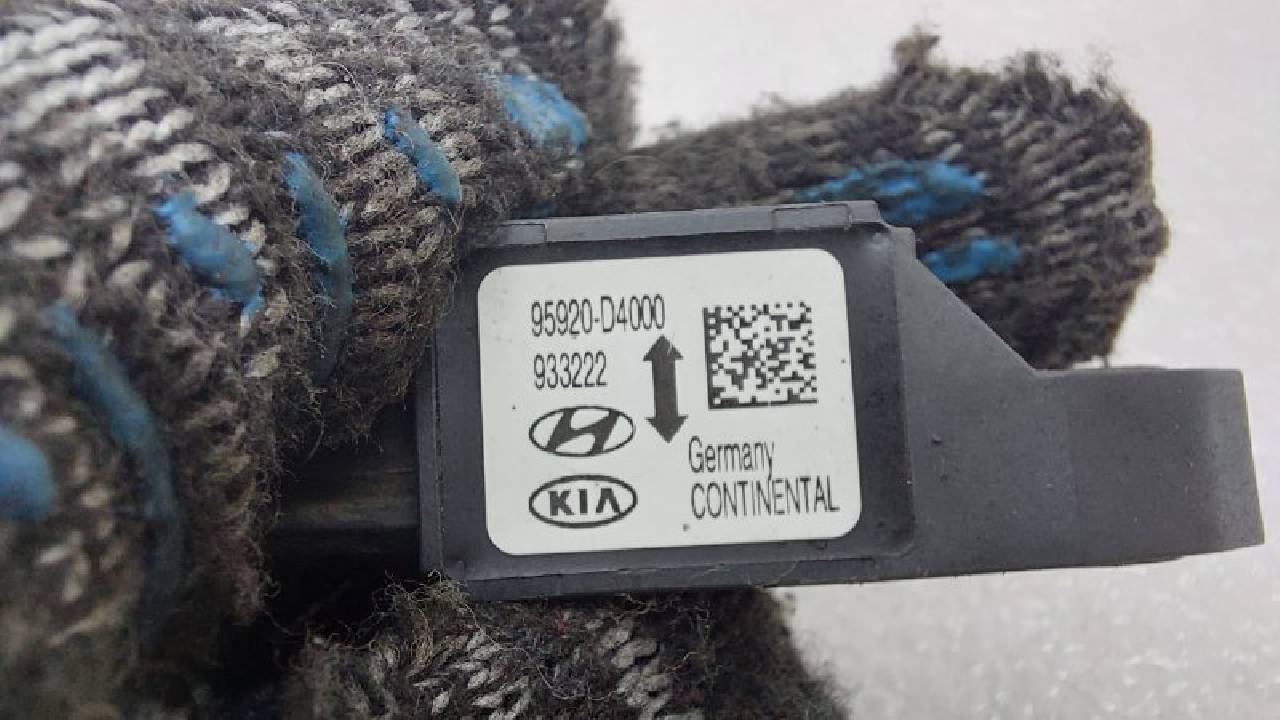 95920-D4000
933222
KIA
Germany
CONTINENTAL